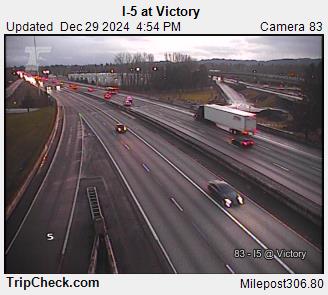 I-5 at Victory
Updated Dec 29 2024 4:54 PM Camera 83
83 - I5 @ Victory
TripCheck.com Milepost306.80